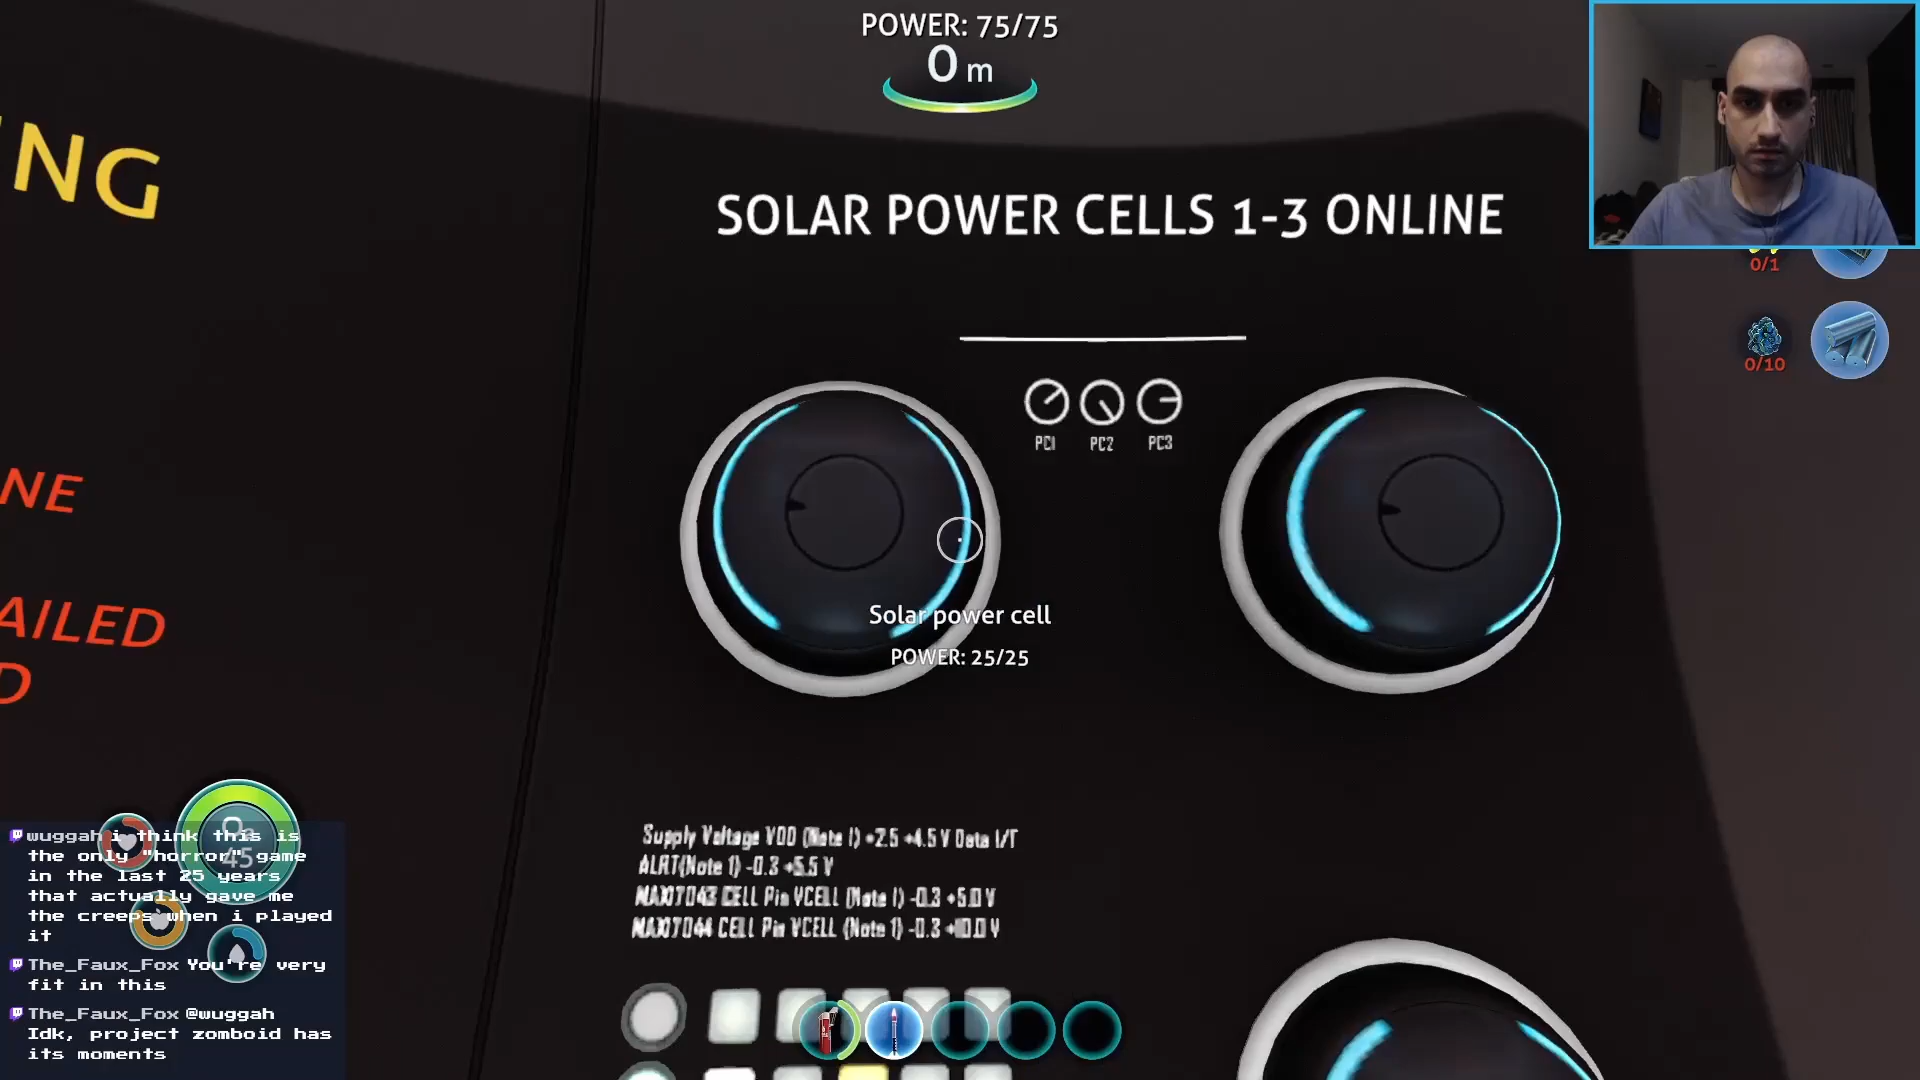 POWER: 75/75
0 m
NG
SOLAR POWER CELLS 1-3 ONLINE
0/1
0/10
PC1 PC2 PC3
NE
AILED
D
Solar power cell
POWER: 25/25
Supply Voltage VDD (Note 1) +2.5 +4.5 V Data I/T
ALRT(Note 1) -0.3 +5.5 V
MAX17043 CELL Pin VCELL (Note 1) -0.3 +5.0 V
MAX17044 CELL Pin VCELL (Note 1) -0.3 +10.0 V
45
wuggah i think this is
the only "horror" game
in the last 25 years
that actually gave me
the creeps when i played
it
The_Faux_Fox You're very
fit in this
The_Faux_Fox @wuggah
Idk, project zomboid has
its moments